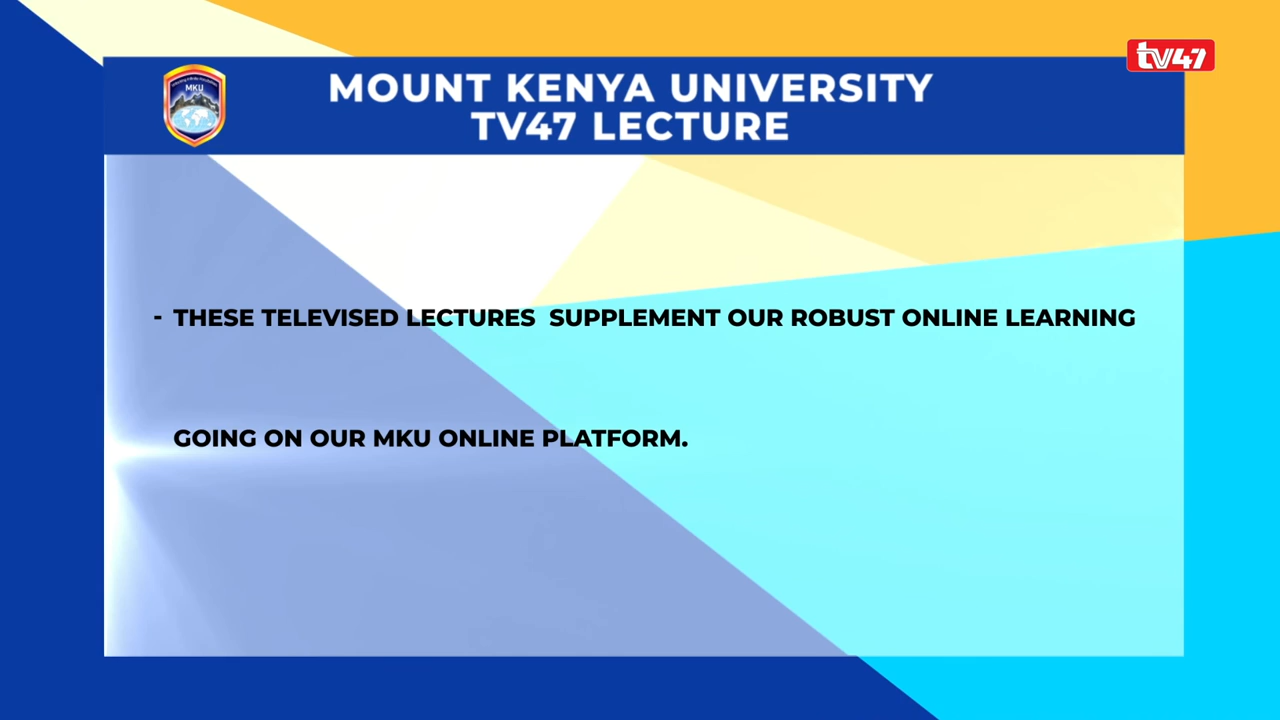 tv47
MKU
MOUNT KENYA UNIVERSITY
TV47 LECTURE
- THESE TELEVISED LECTURES SUPPLEMENT OUR ROBUST ONLINE LEARNING
GOING ON OUR MKU ONLINE PLATFORM.